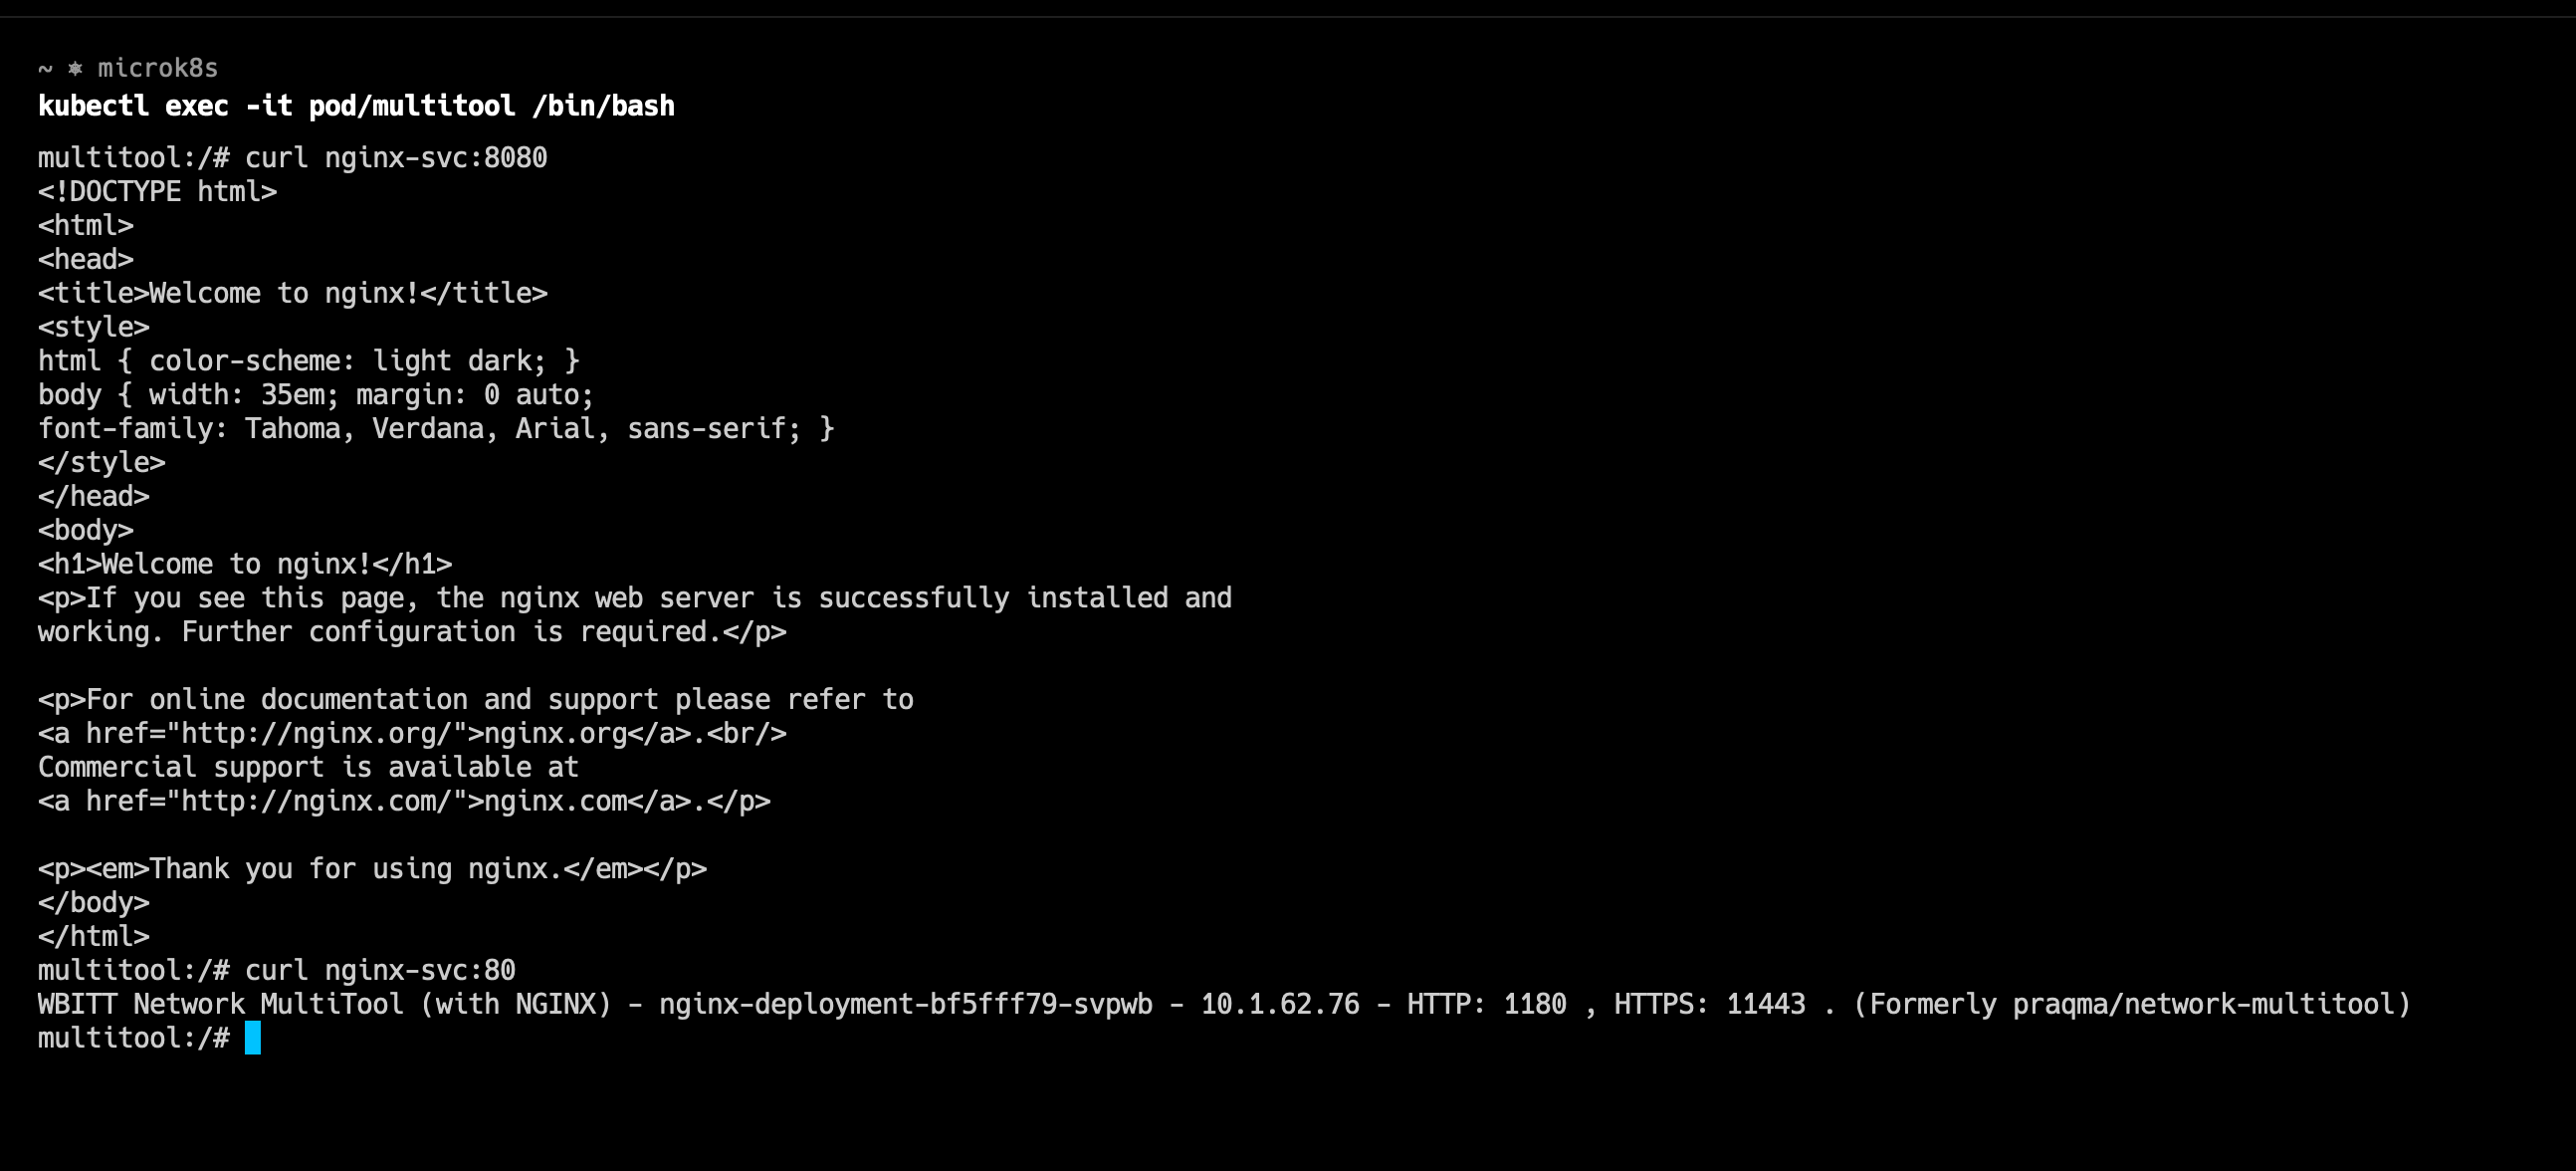 ~ ⎈ microk8s
kubectl exec -it pod/multitool /bin/bash
multitool:/# curl nginx-svc:8080
<!DOCTYPE html>
<html>
<head>
<title>Welcome to nginx!</title>
<style>
html { color-scheme: light dark; }
body { width: 35em; margin: 0 auto;
font-family: Tahoma, Verdana, Arial, sans-serif; }
</style>
</head>
<body>
<h1>Welcome to nginx!</h1>
<p>If you see this page, the nginx web server is successfully installed and
working. Further configuration is required.</p>

<p>For online documentation and support please refer to
<a href="http://nginx.org/">nginx.org</a>.<br/>
Commercial support is available at
<a href="http://nginx.com/">nginx.com</a>.</p>

<p><em>Thank you for using nginx.</em></p>
</body>
</html>
multitool:/# curl nginx-svc:80
WBITT Network MultiTool (with NGINX) - nginx-deployment-bf5fff79-svpwb - 10.1.62.76 - HTTP: 1180 , HTTPS: 11443 . (Formerly praqma/network-multitool)
multitool:/#